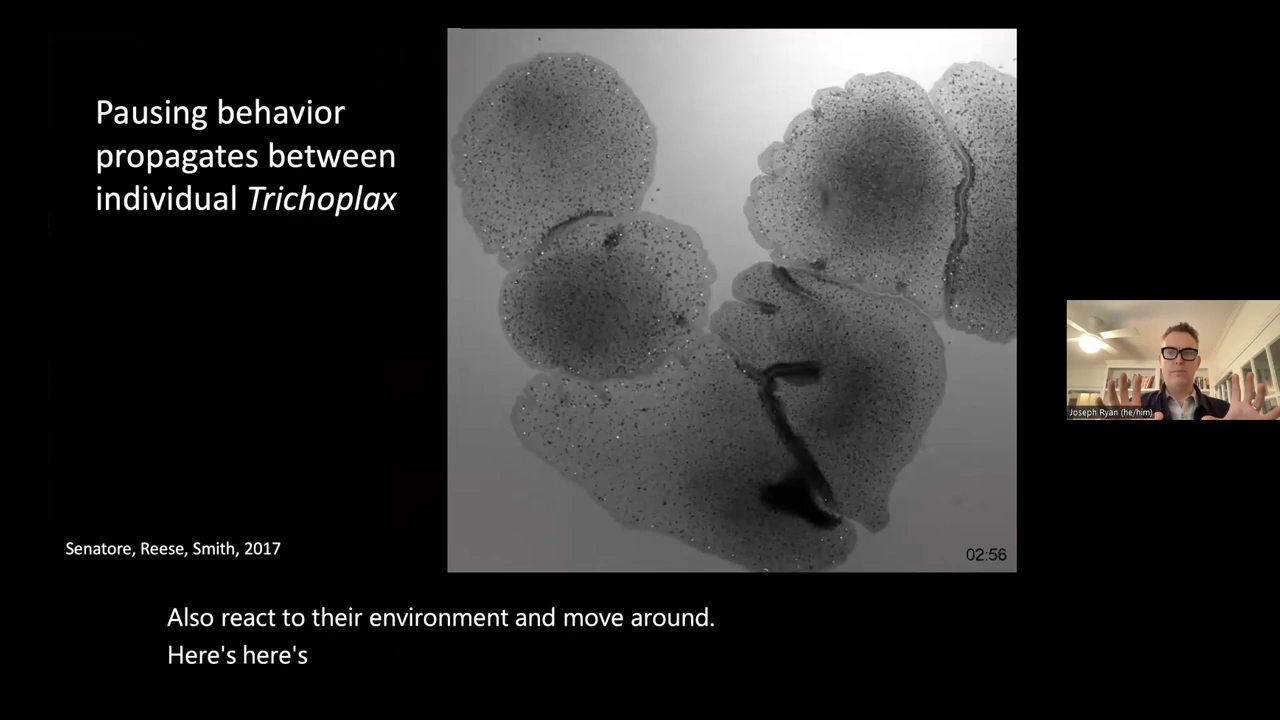 Pausing behavior
propagates between
individual Trichoplax
Joseph Ryan (he/him)
Senatore, Reese, Smith, 2017
02:56
Also react to their environment and move around.
Here's here's